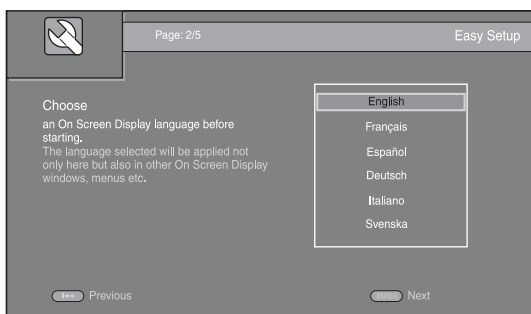 Page: 2/5
Easy Setup
Choose
an On Screen Display language before
starting.
The language selected will be applied not
only here but also in other On Screen Display
windows, menus etc.
English
Français
Español
Deutsch
Italiano
Svenska
Previous
ENTER Next